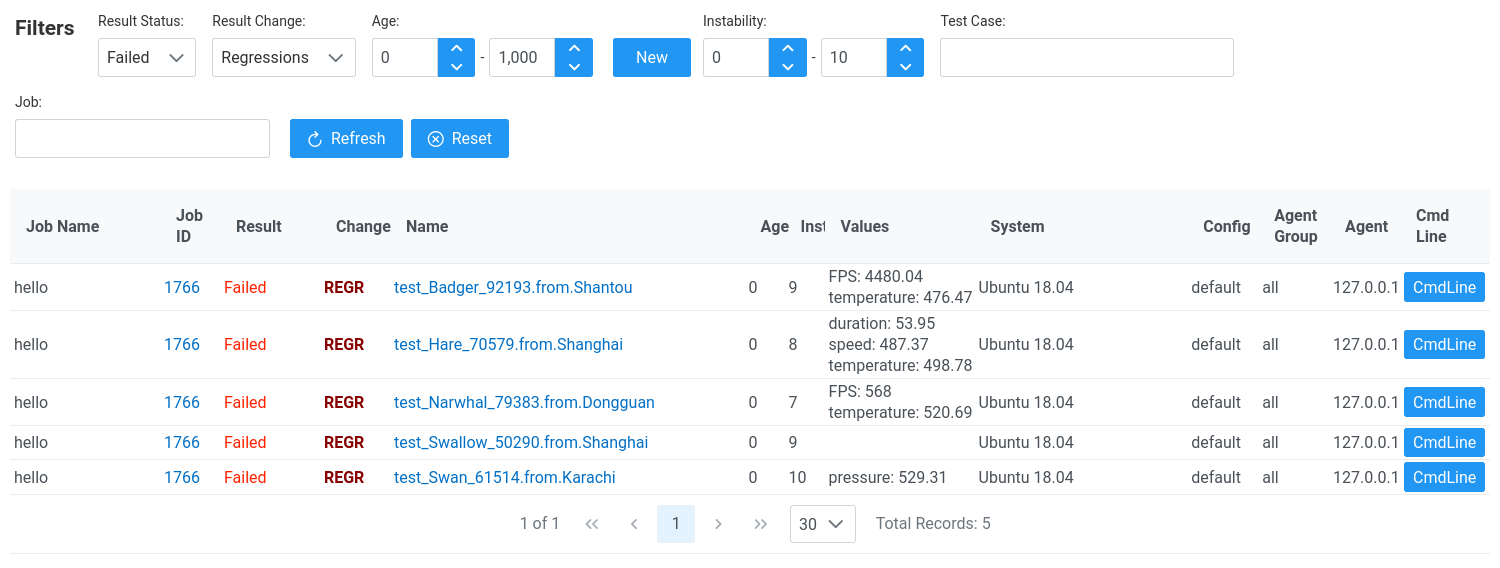 Filters
Result Status: Result Change: Age: Instability: Test Case:
Failed Regressions 0 - 1,000 New 0 - 10
Job:
Refresh Reset
Job Name Job ID Result Change Name Age Inst Values System Config Agent Group Agent Cmd Line
hello 1766 Failed REGR test_Badger_92193.from.Shantou 0 9 FPS: 4480.04 temperature: 476.47 Ubuntu 18.04 default all 127.0.0.1 CmdLine
hello 1766 Failed REGR test_Hare_70579.from.Shanghai 0 8 duration: 53.95 speed: 487.37 temperature: 498.78 Ubuntu 18.04 default all 127.0.0.1 CmdLine
hello 1766 Failed REGR test_Narwhal_79383.from.Dongguan 0 7 FPS: 568 temperature: 520.69 Ubuntu 18.04 default all 127.0.0.1 CmdLine
hello 1766 Failed REGR test_Swallow_50290.from.Shanghai 0 9 Ubuntu 18.04 default all 127.0.0.1 CmdLine
hello 1766 Failed REGR test_Swan_61514.from.Karachi 0 10 pressure: 529.31 Ubuntu 18.04 default all 127.0.0.1 CmdLine
1 of 1 1 30 Total Records: 5